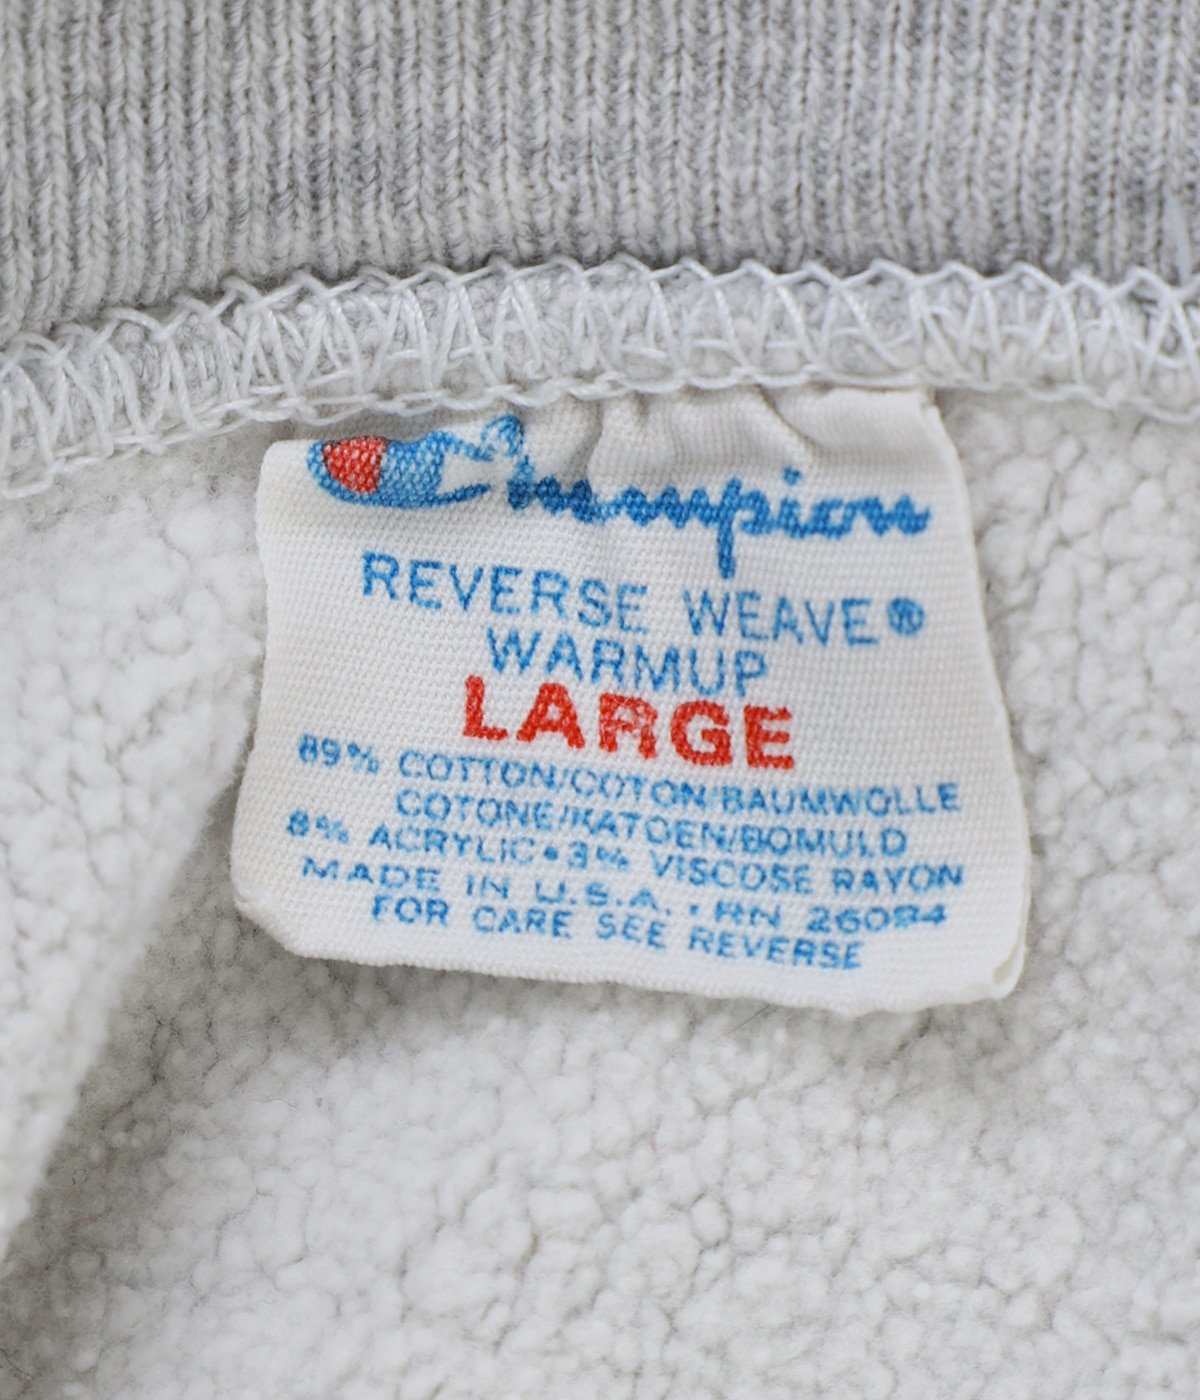 Champion
REVERSE WEAVE®
WARMUP
LARGE
89% COTTON/COTON/BAUMWOLLE
COTONE/KATOEN/BOMULD
8% ACRYLIC • 3% VISCOSE RAYON
MADE IN U.S.A. • RN 26094
FOR CARE SEE REVERSE